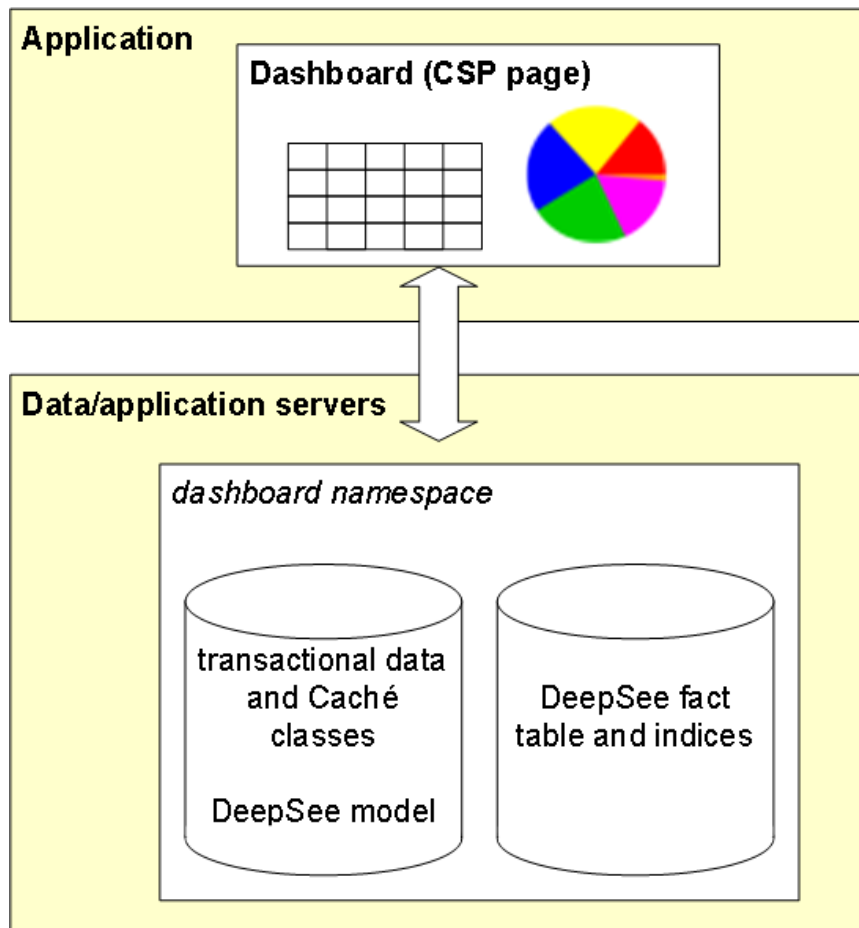 Application
Dashboard (CSP page)
Data/application servers
dashboard namespace
transactional data
and Caché
classes
DeepSee model
DeepSee fact
table and indices